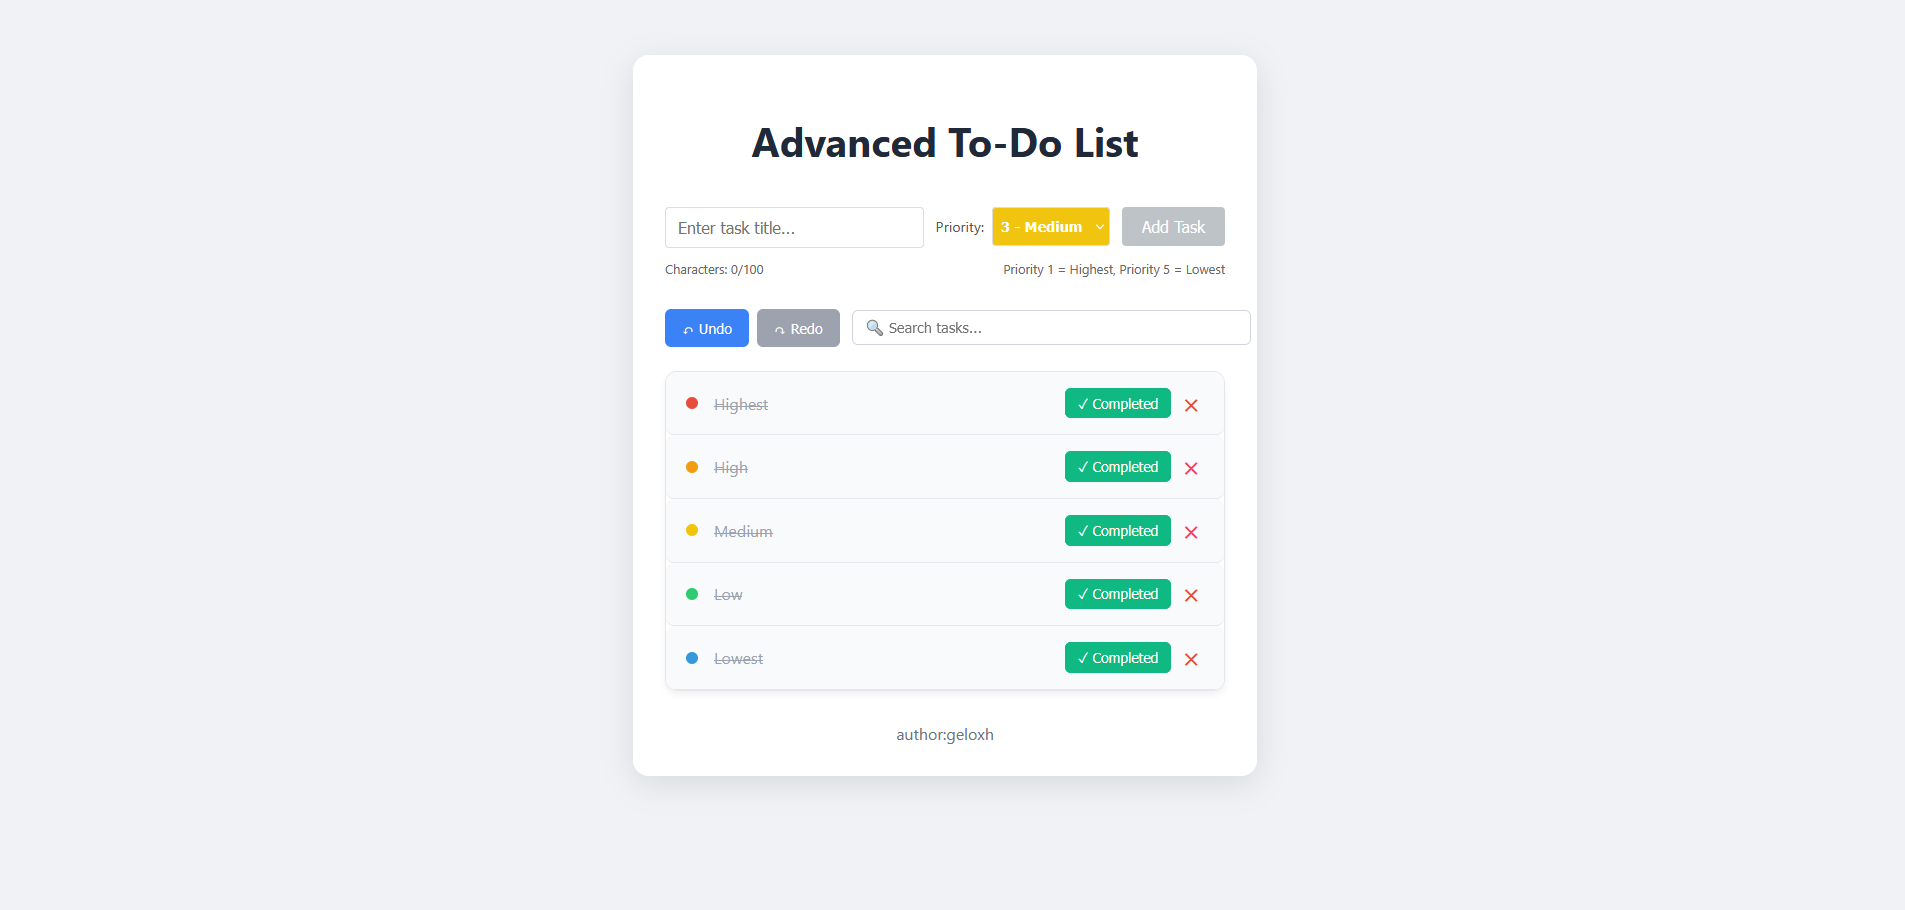 Advanced To-Do List
Enter task title...
Priority: 3 - Medium
Add Task
Characters: 0/100
Priority 1 = Highest, Priority 5 = Lowest
↶ Undo
↷ Redo
🔍 Search tasks...
Highest ✓ Completed ×
High ✓ Completed ×
Medium ✓ Completed ×
Low ✓ Completed ×
Lowest ✓ Completed ×
author:geloxh